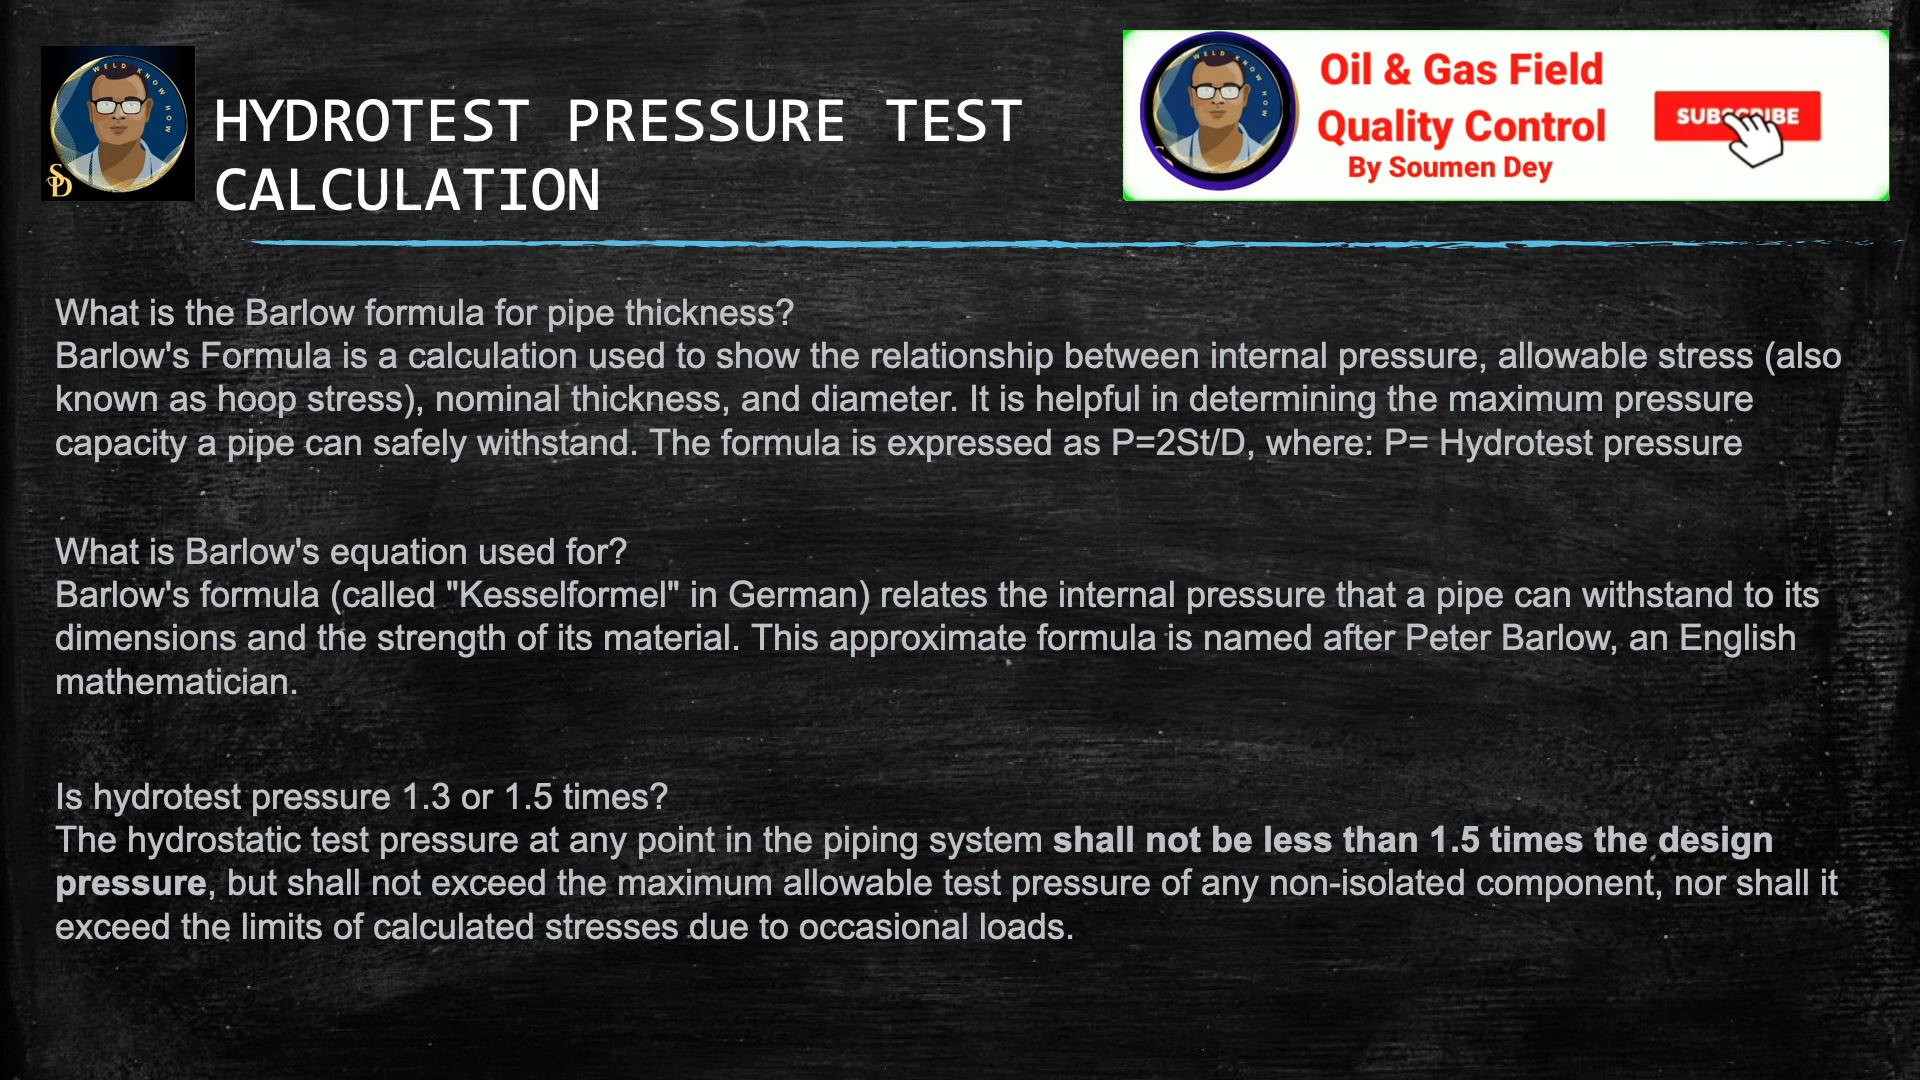 WELD KNOW HOW
SD
HYDROTEST PRESSURE TEST
CALCULATION
WELD KNOW HOW
Oil & Gas Field
Quality Control
By Soumen Dey
SUBSCRIBE
What is the Barlow formula for pipe thickness?
Barlow's Formula is a calculation used to show the relationship between internal pressure, allowable stress (also
known as hoop stress), nominal thickness, and diameter. It is helpful in determining the maximum pressure
capacity a pipe can safely withstand. The formula is expressed as P=2St/D, where: P= Hydrotest pressure
What is Barlow's equation used for?
Barlow's formula (called "Kesselformel" in German) relates the internal pressure that a pipe can withstand to its
dimensions and the strength of its material. This approximate formula is named after Peter Barlow, an English
mathematician.
Is hydrotest pressure 1.3 or 1.5 times?
The hydrostatic test pressure at any point in the piping system shall not be less than 1.5 times the design
pressure, but shall not exceed the maximum allowable test pressure of any non-isolated component, nor shall it
exceed the limits of calculated stresses due to occasional loads.